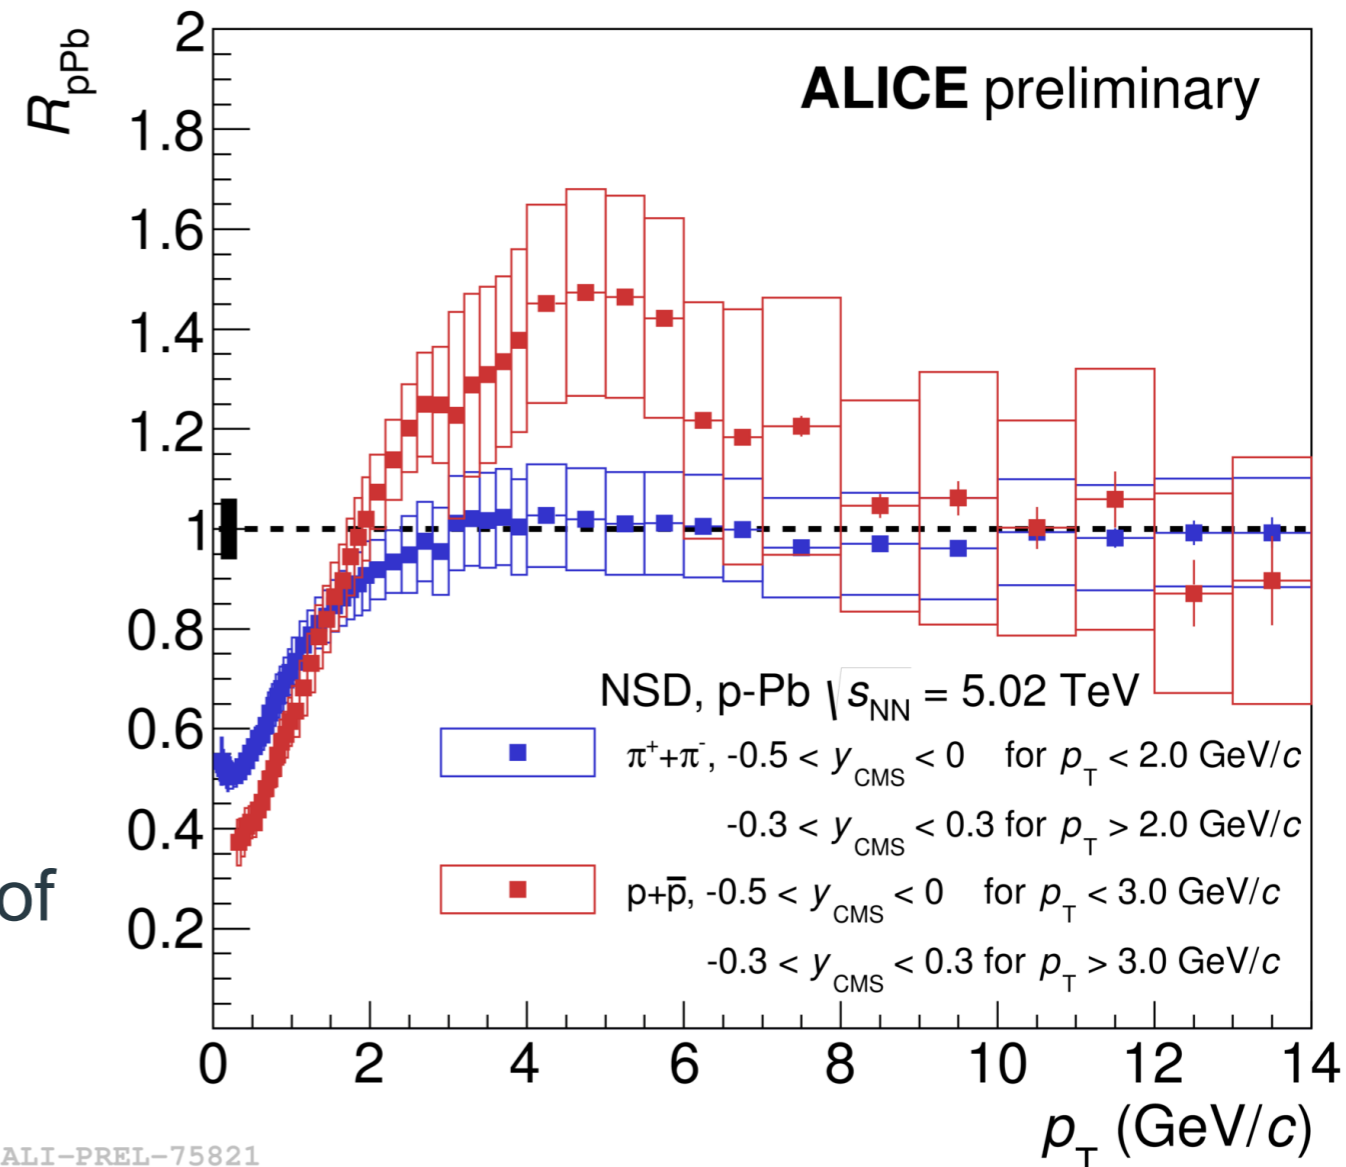 R_pPb
2
1.8
1.6
1.4
1.2
1
0.8
0.6
0.4
0.2
ALICE preliminary
NSD, p-Pb √s_NN = 5.02 TeV
π⁺+π⁻, -0.5 < y_CMS < 0 for p_T < 2.0 GeV/c
-0.3 < y_CMS < 0.3 for p_T > 2.0 GeV/c
p+p̅, -0.5 < y_CMS < 0 for p_T < 3.0 GeV/c
-0.3 < y_CMS < 0.3 for p_T > 3.0 GeV/c
of
0 2 4 6 8 10 12 14
p_T (GeV/c)
ALI-PREL-75821